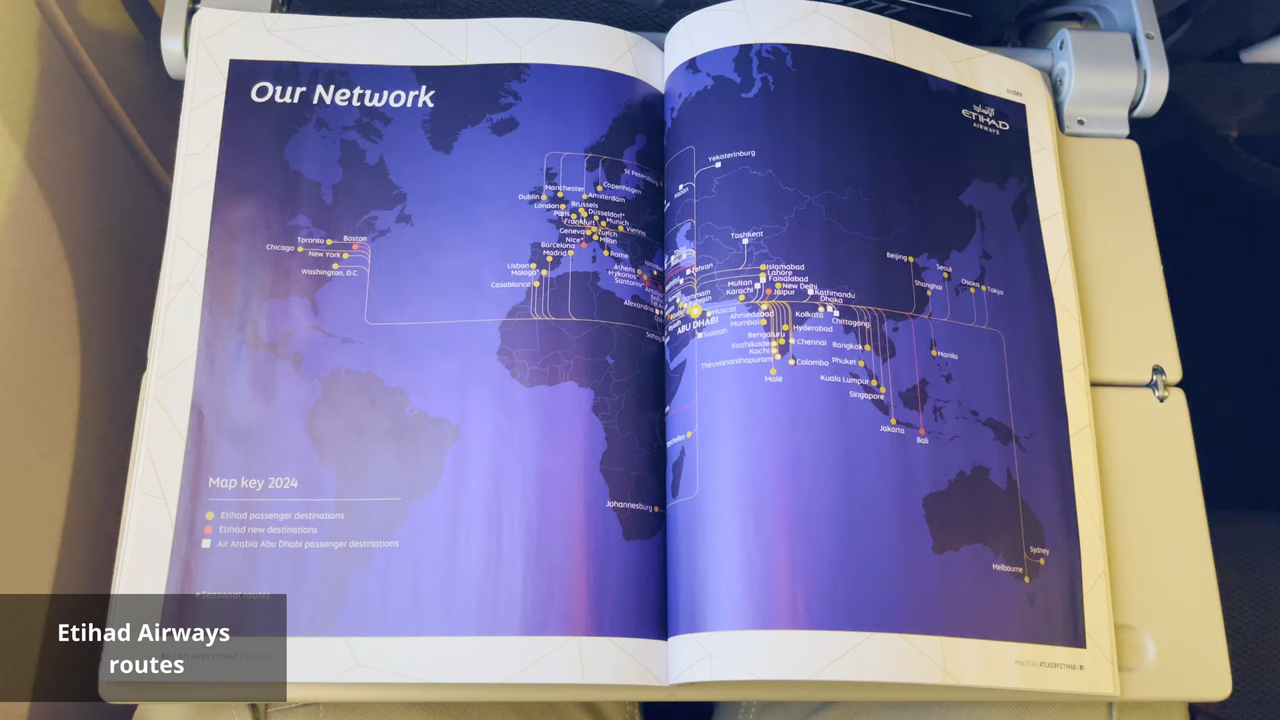 Our Network
Index
ETIHAD
AIRWAYS
Yekaterinburg
St Petersburg
Kazan
Copenhagen
Manchester
Dublin
Amsterdam
London
Brussels
Paris
Düsseldorf*
Frankfurt
Munich
Vienna
Geneva
Zurich
Nice*
Milan
Barcelona
Madrid
Rome
Lisbon
Málaga*
Athens
Mykonos*
Santorini*
Casablanca
Toronto
Boston
Chicago
New York
Washington, D.C.
Tashkent
Tehran
Islamabad
Lahore
Faisalabad
Multan
New Delhi
Karachi
Jaipur
Kathmandu
Dhaka
Muscat
ABU DHABI
Salalah
Ahmedabad
Mumbai
Kolkata
Chittagong
Hyderabad
Bengaluru
Chennai
Kozhikode
Kochi
Thiruvananthapuram
Colombo
Malé
Beijing
Seoul
Shanghai
Osaka
Tokyo
Manila
Bangkok
Phuket
Kuala Lumpur
Singapore
Jakarta
Bali
Johannesburg
Sydney
Melbourne
Map key 2024
Etihad passenger destinations
Etihad new destinations
Air Arabia Abu Dhabi passenger destinations
*Seasonal routes
Etihad Airways
routes